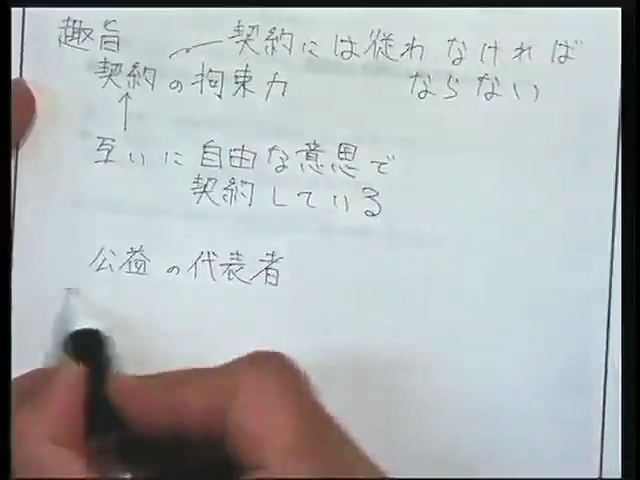 趣旨
契約には従わなければ
契約の拘束力
ならない
互いに自由な意思で
契約している
公益の代表者